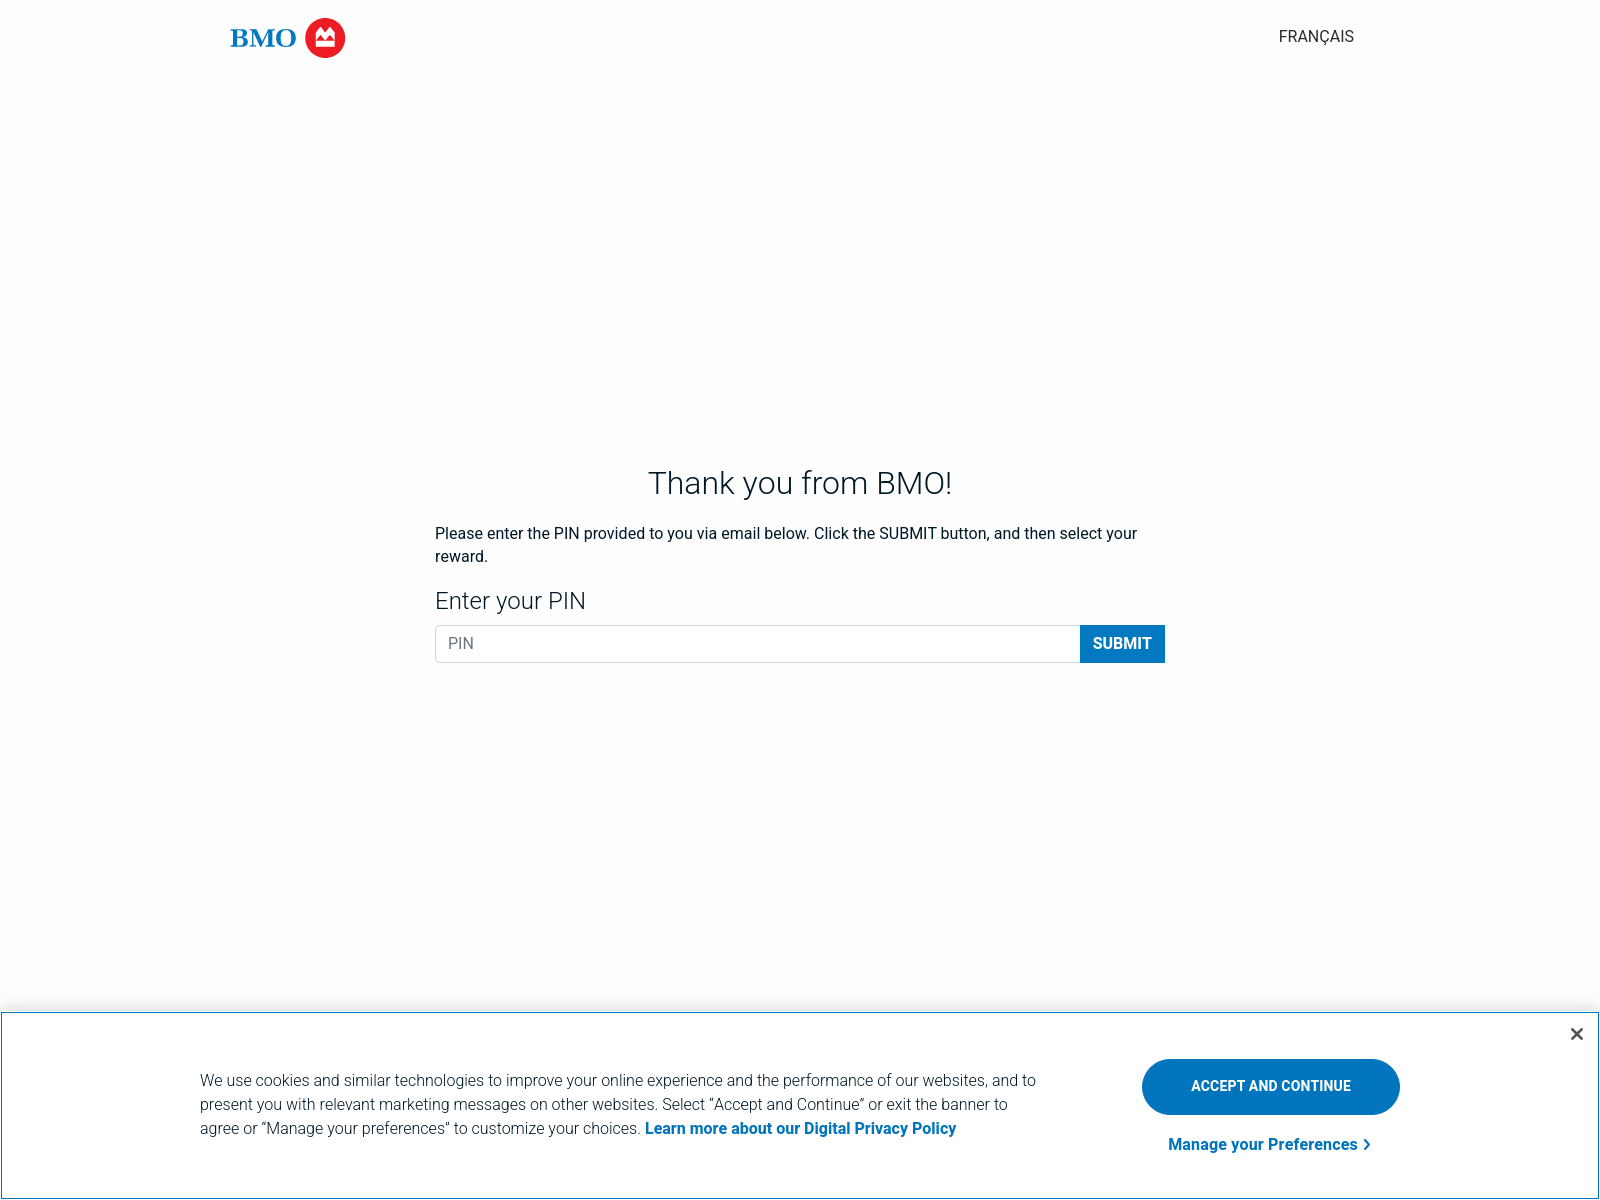 BMO
FRANÇAIS
Thank you from BMO!
Please enter the PIN provided to you via email below. Click the SUBMIT button, and then select your
reward.
Enter your PIN
PIN
SUBMIT
We use cookies and similar technologies to improve your online experience and the performance of our websites, and to
present you with relevant marketing messages on other websites. Select “Accept and Continue” or exit the banner to
agree or “Manage your preferences” to customize your choices. Learn more about our Digital Privacy Policy
ACCEPT AND CONTINUE
Manage your Preferences